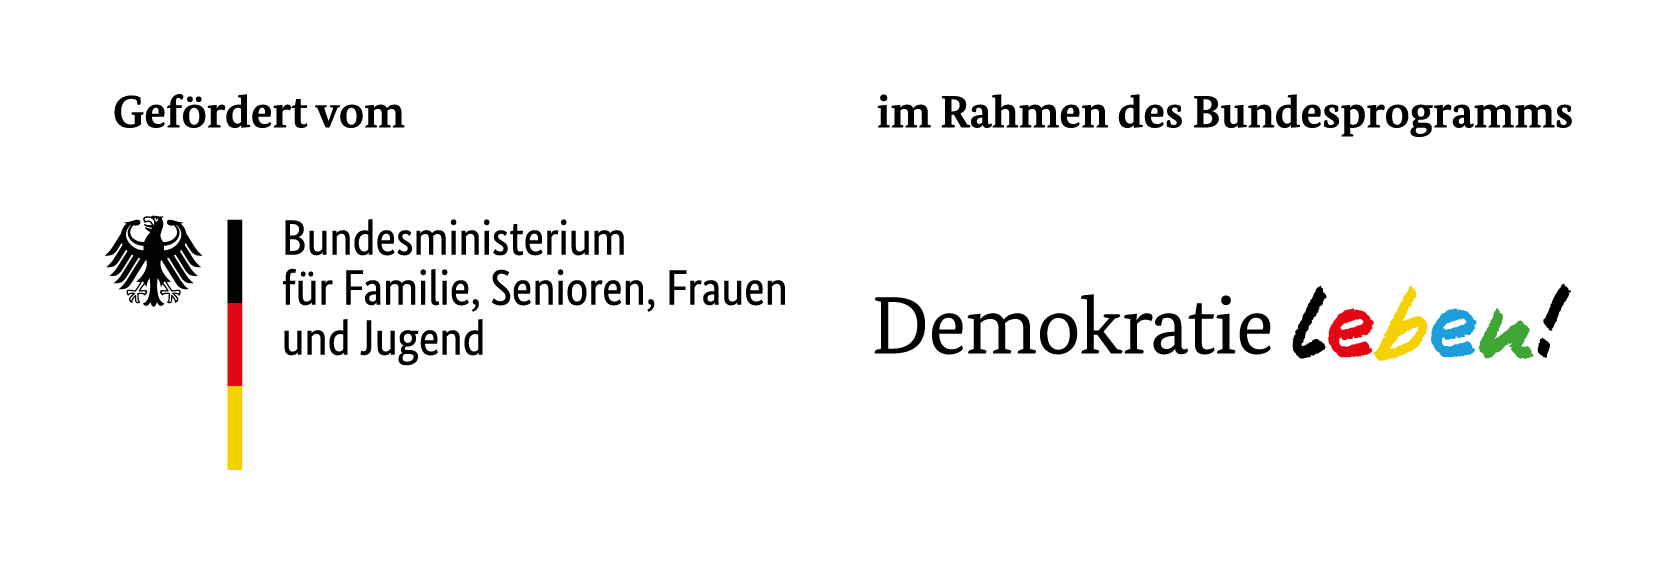 Gefördert vom
Bundesministerium
für Familie, Senioren, Frauen
und Jugend
im Rahmen des Bundesprogramms
Demokratie leben!